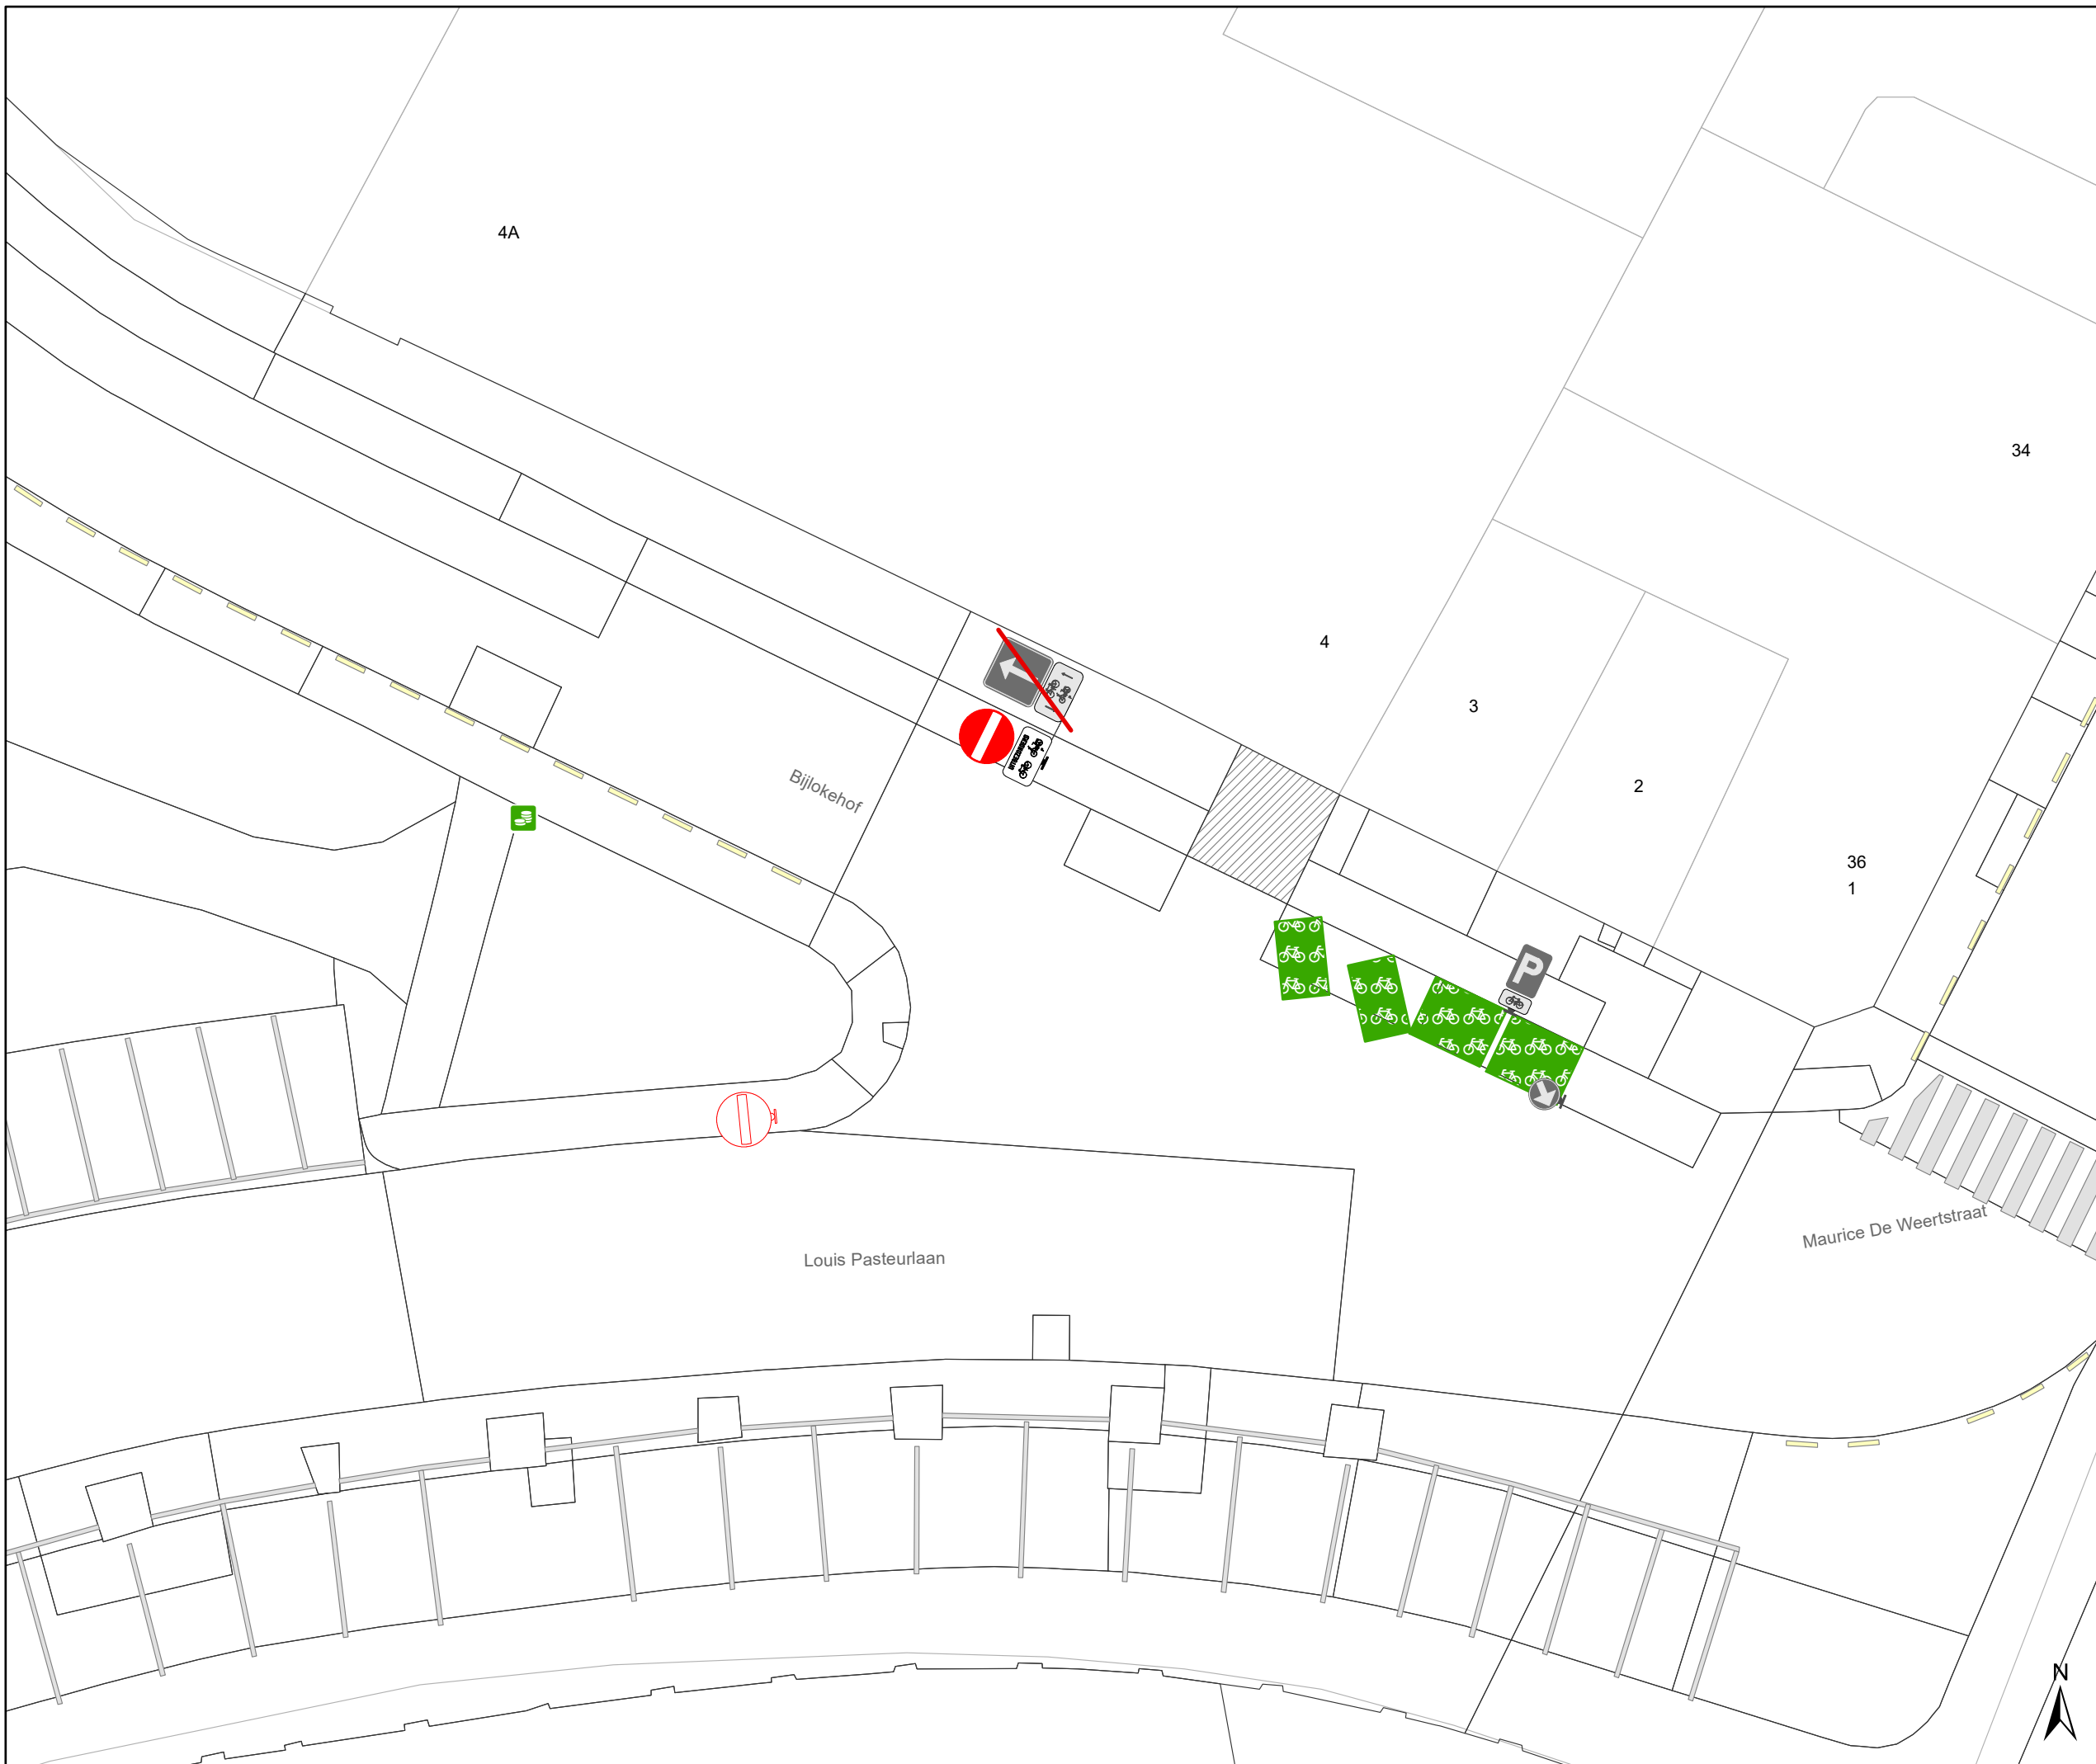 4A
34
4
3
2
36
1
Bijlokehof
P
Louis Pasteurlaan
Maurice De Weertstraat
N